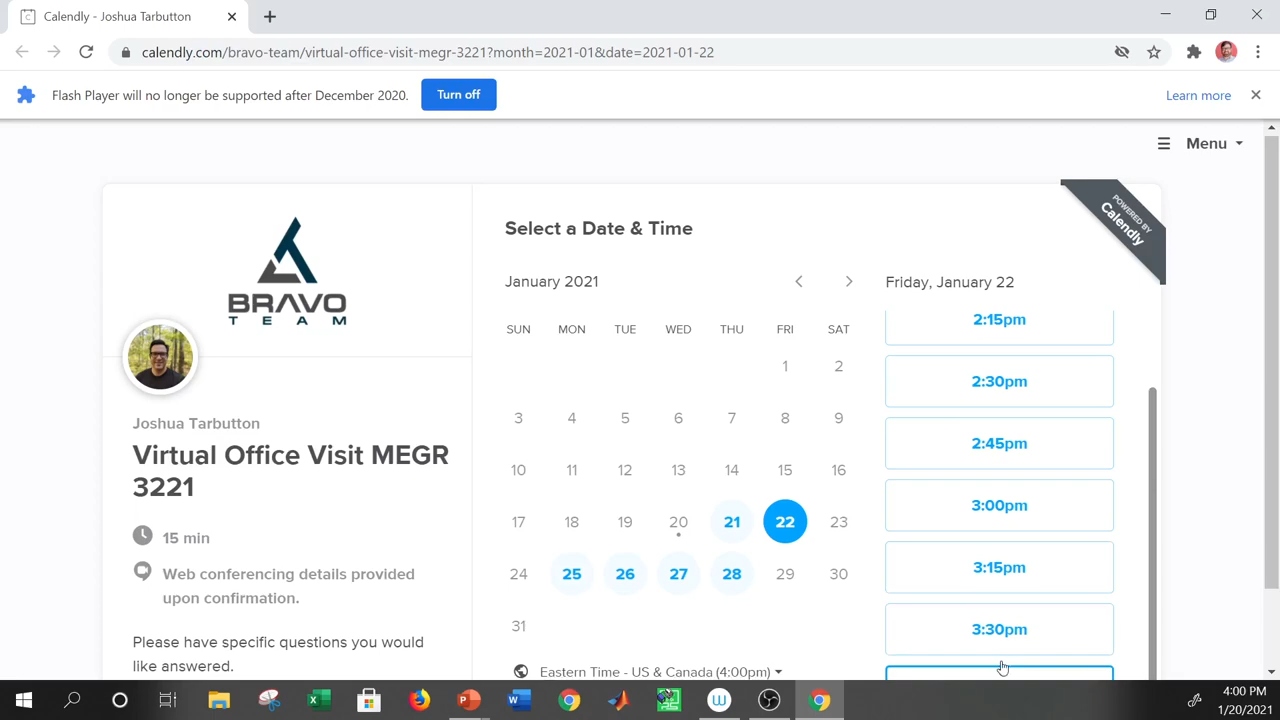 Calendly - Joshua Tarbutton
calendly.com/bravo-team/virtual-office-visit-megr-3221?month=2021-01&date=2021-01-22
Flash Player will no longer be supported after December 2020.
Turn off
Learn more
Menu
POWERED BY
Calendly
BRAVO
TEAM
Joshua Tarbutton
Virtual Office Visit MEGR
3221
15 min
Web conferencing details provided
upon confirmation.
Please have specific questions you would
like answered.
Select a Date & Time
January 2021
SUN MON TUE WED THU FRI SAT
1 2
3 4 5 6 7 8 9
10 11 12 13 14 15 16
17 18 19 20 21 22 23
24 25 26 27 28 29 30
31
Eastern Time - US & Canada (4:00pm)
Friday, January 22
2:15pm
2:30pm
2:45pm
3:00pm
3:15pm
3:30pm
4:00 PM
1/20/2021